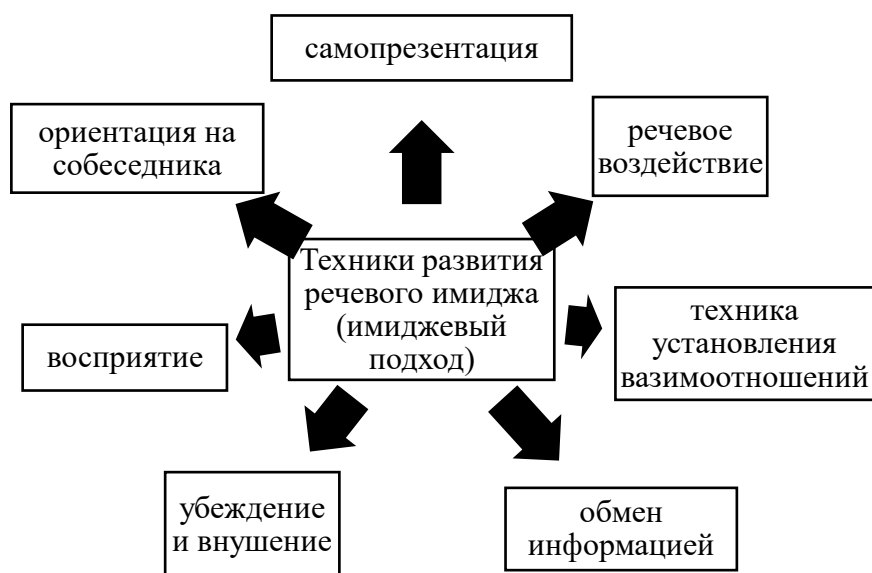 самопрезентация
ориентация на
собеседника
речевое
воздействие
Техники развития
речевого имиджа
(имиджевый
подход)
техника
установления
вазимоотношений
восприятие
убеждение
и внушение
обмен
информацией